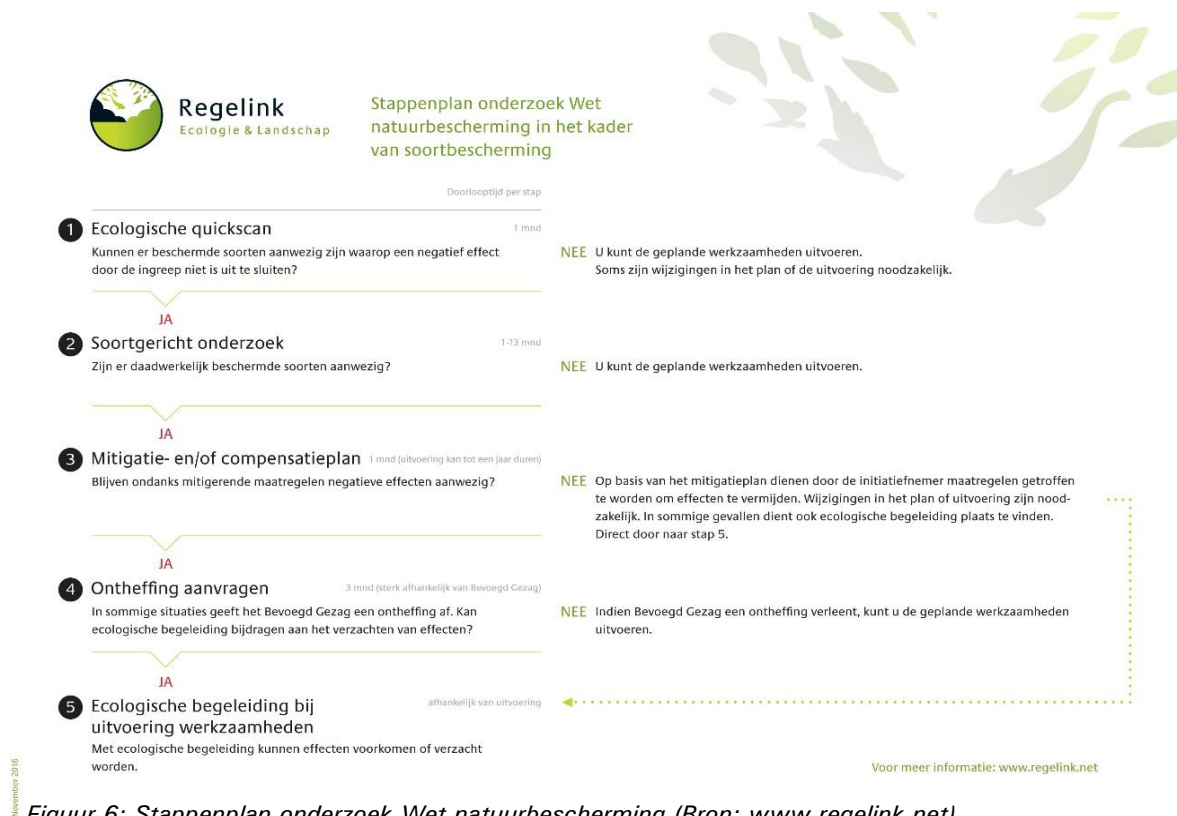 Regelink
Ecologie & Landschap
Stappenplan onderzoek Wet
natuurbescherming in het kader
van soortbescherming
Doorlooptijd per stap
1 Ecologische quickscan 1 mnd
Kunnen er beschermde soorten aanwezig zijn waarop een negatief effect
door de ingreep niet is uit te sluiten?
NEE U kunt de geplande werkzaamheden uitvoeren.
Soms zijn wijzigingen in het plan of de uitvoering noodzakelijk.
JA
2 Soortgericht onderzoek 1-13 mnd
Zijn er daadwerkelijk beschermde soorten aanwezig?
NEE U kunt de geplande werkzaamheden uitvoeren.
JA
3 Mitigatie- en/of compensatieplan 1 mnd (uitvoering kan tot een jaar duren)
Blijven ondanks mitigerende maatregelen negatieve effecten aanwezig?
NEE Op basis van het mitigatieplan dienen door de initiatiefnemer maatregelen getroffen
te worden om effecten te vermijden. Wijzigingen in het plan of uitvoering zijn nood-
zakelijk. In sommige gevallen dient ook ecologische begeleiding plaats te vinden.
Direct door naar stap 5.
JA
4 Ontheffing aanvragen 3 mnd (sterk afhankelijk van Bevoegd Gezag)
In sommige situaties geeft het Bevoegd Gezag een ontheffing af. Kan
ecologische begeleiding bijdragen aan het verzachten van effecten?
NEE Indien Bevoegd Gezag een ontheffing verleent, kunt u de geplande werkzaamheden
uitvoeren.
JA
5 Ecologische begeleiding bij
uitvoering werkzaamheden
afhankelijk van uitvoering
Met ecologische begeleiding kunnen effecten voorkomen of verzacht
worden.
Voor meer informatie: www.regelink.net
November 2016
Figuur 6: Stappenplan onderzoek Wet natuurbescherming (Bron: www.regelink.net)